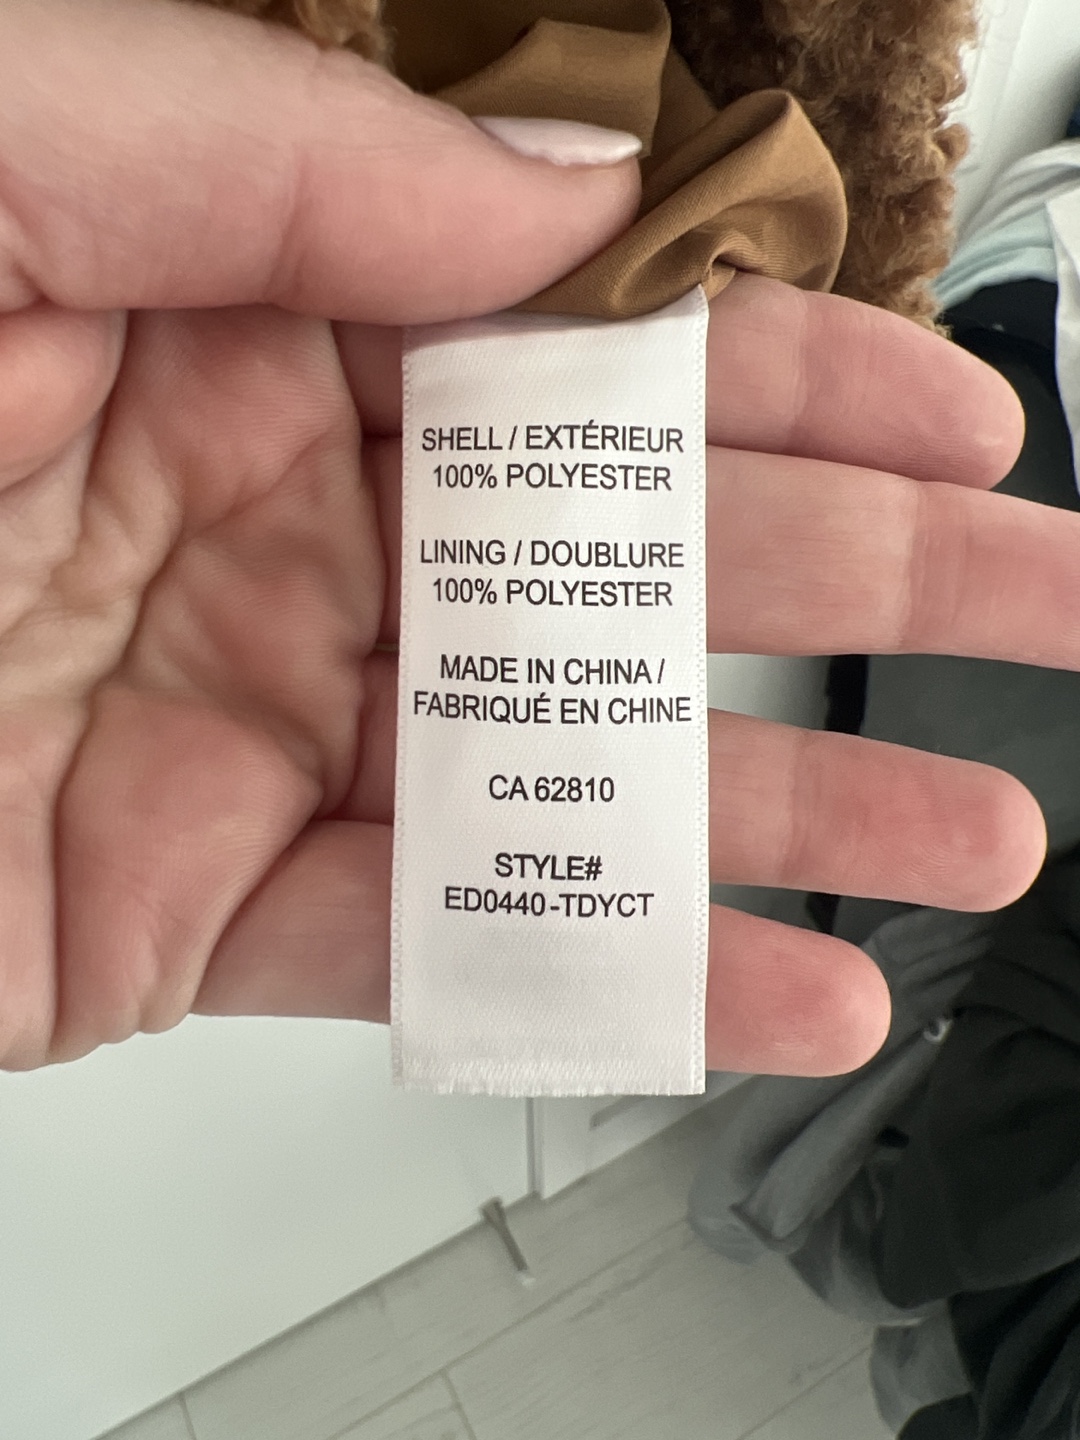 SHELL / EXTÉRIEUR
100% POLYESTER
LINING / DOUBLURE
100% POLYESTER
MADE IN CHINA /
FABRIQUÉ EN CHINE
CA 62810
STYLE#
ED0440-TDYCT